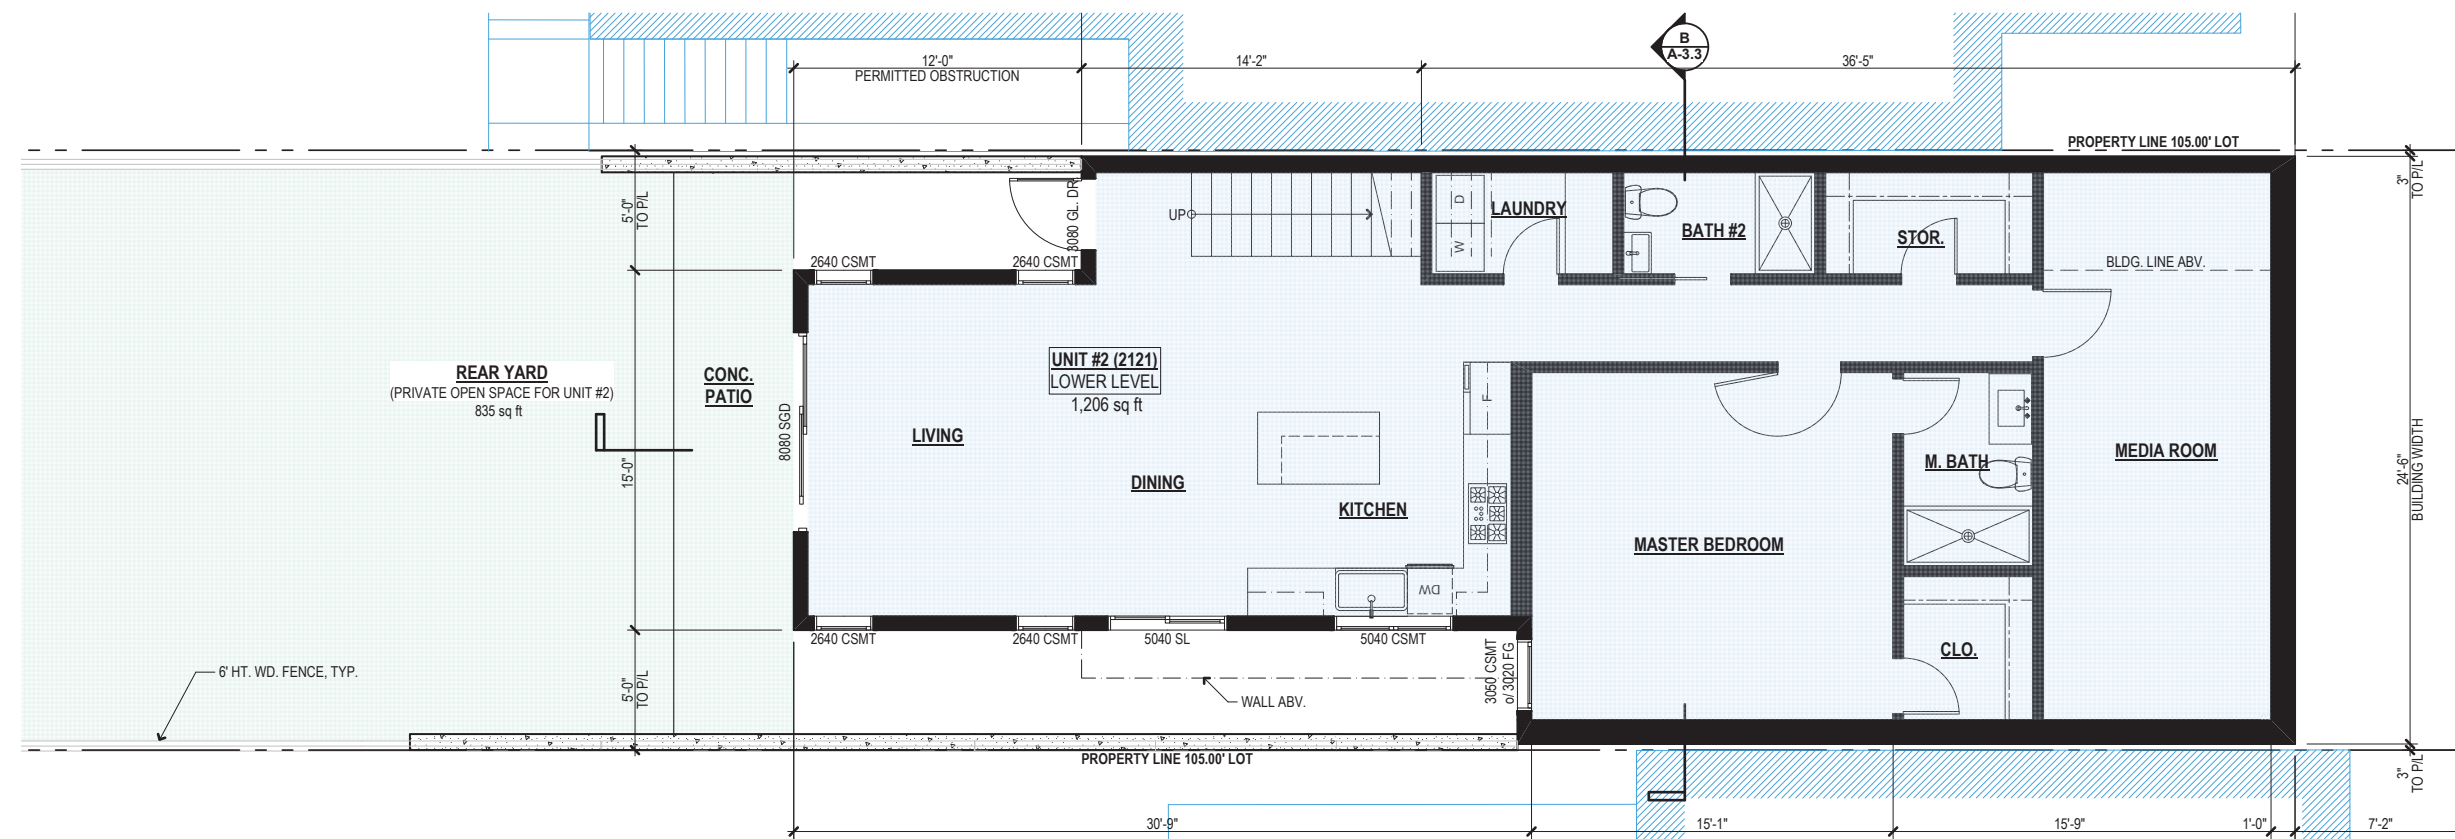 B
A-3.3
12'-0"
PERMITTED OBSTRUCTION
14'-2"
36'-5"
PROPERTY LINE 105.00' LOT
3"
TO P/L
5'-0"
TO P/L
3080 GL. DR
UP
D
W
LAUNDRY
BATH #2
STOR.
BLDG. LINE ABV.
2640 CSMT
2640 CSMT
REAR YARD
(PRIVATE OPEN SPACE FOR UNIT #2)
835 sq ft
CONC.
PATIO
UNIT #2 (2121)
LOWER LEVEL
1,206 sq ft
F
8080 SGD
LIVING
DINING
KITCHEN
15'-0"
M. BATH
MEDIA ROOM
24'-6"
BUILDING WIDTH
MASTER BEDROOM
DW
2640 CSMT
2640 CSMT
5040 SL
5040 CSMT
3050 CSMT
o/ 3020 FG
CLO.
6' HT. WD. FENCE, TYP.
5'-0"
TO P/L
WALL ABV.
PROPERTY LINE 105.00' LOT
3"
TO P/L
30'-9"
15'-1"
15'-9"
1'-0"
7'-2"